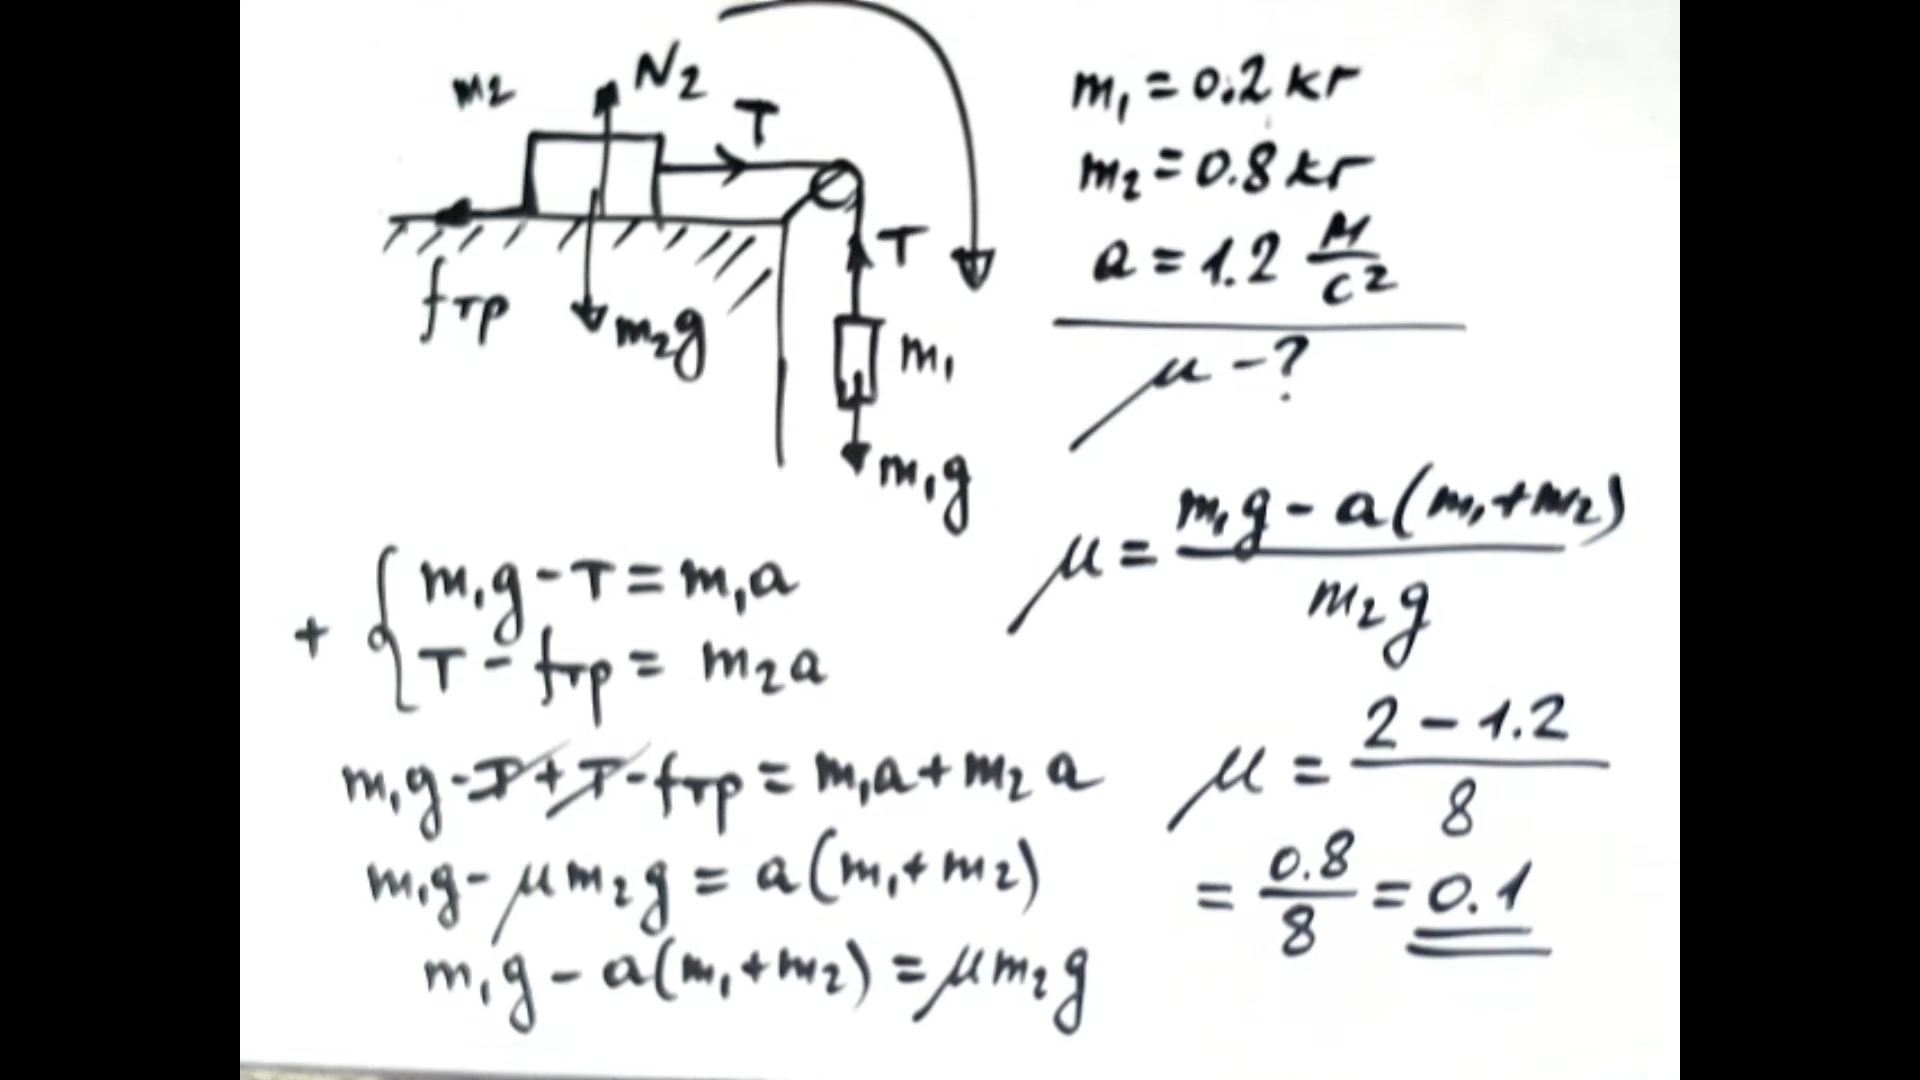 m₂
N₂
T
fтр
m₂g
T
m₁
m₁g
m₁ = 0.2 кг
m₂ = 0.8 кг
a = 1.2 м/с²
μ - ?
+ { m₁g - T = m₁a
T - fтр = m₂a
m₁g - T + T - fтр = m₁a + m₂a
m₁g - μm₂g = a(m₁ + m₂)
m₁g - a(m₁ + m₂) = μm₂g
μ = m₁g - a(m₁ + m₂) / m₂g
μ = 2 - 1.2 / 8
= 0.8 / 8 = 0.1